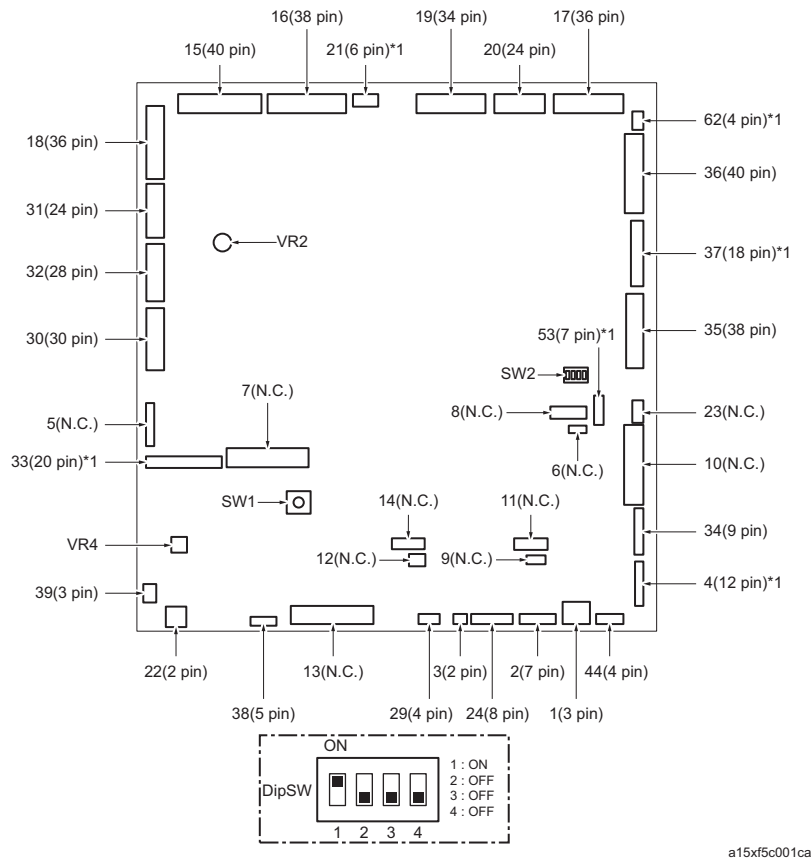 16(38 pin)
19(34 pin)
17(36 pin)
15(40 pin)
21(6 pin)*1
20(24 pin)
62(4 pin)*1
18(36 pin)
36(40 pin)
31(24 pin)
VR2
37(18 pin)*1
32(28 pin)
30(30 pin)
53(7 pin)*1
35(38 pin)
SW2
7(N.C.)
8(N.C.)
23(N.C.)
5(N.C.)
6(N.C.)
33(20 pin)*1
10(N.C.)
SW1
14(N.C.)
11(N.C.)
34(9 pin)
VR4
12(N.C.)
9(N.C.)
39(3 pin)
4(12 pin)*1
22(2 pin)
13(N.C.)
3(2 pin)
2(7 pin)
44(4 pin)
38(5 pin)
29(4 pin)
24(8 pin)
1(3 pin)
ON
DipSW
1 : ON
2 : OFF
3 : OFF
4 : OFF
1 2 3 4
a15xf5c001ca